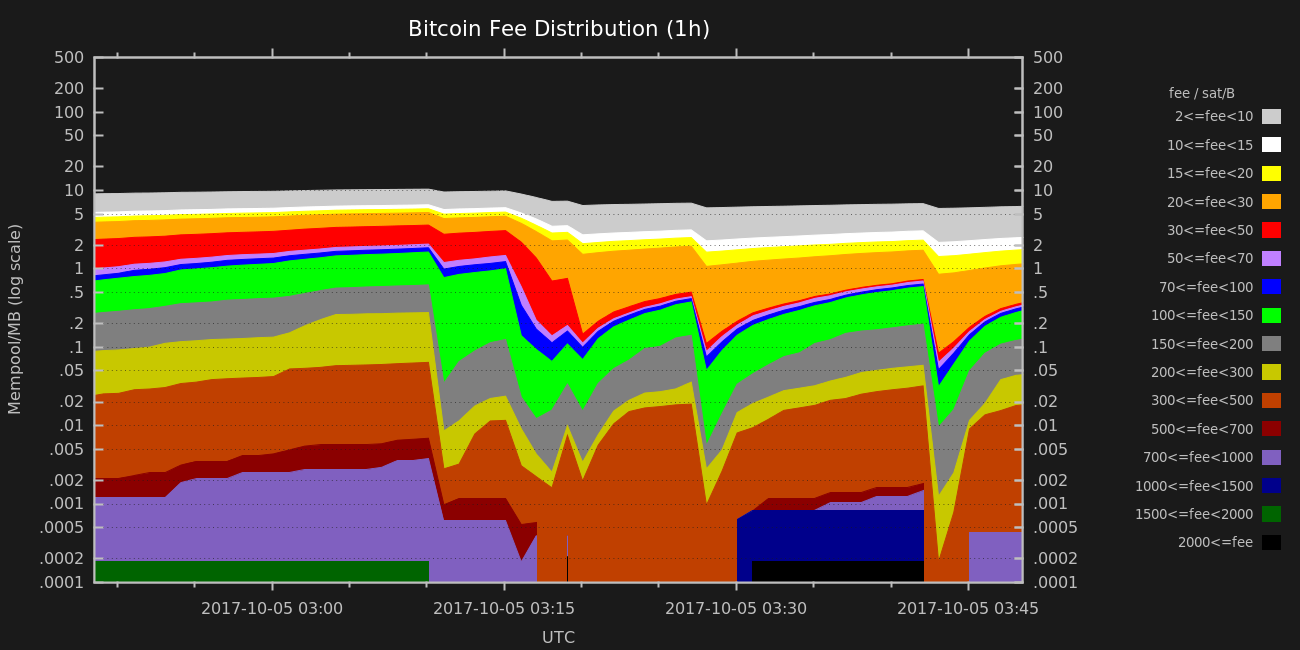 Bitcoin Fee Distribution (1h)
500
200
100
50
20
10
5
2
1
.5
.2
.1
.05
.02
.01
.005
.002
.001
.0005
.0002
.0001
Mempool/MB (log scale)
500
200
100
50
20
10
5
2
1
.5
.2
.1
.05
.02
.01
.005
.002
.001
.0005
.0002
.0001
2017-10-05 03:00
2017-10-05 03:15
2017-10-05 03:30
2017-10-05 03:45
UTC
fee / sat/B
2<=fee<10
10<=fee<15
15<=fee<20
20<=fee<30
30<=fee<50
50<=fee<70
70<=fee<100
100<=fee<150
150<=fee<200
200<=fee<300
300<=fee<500
500<=fee<700
700<=fee<1000
1000<=fee<1500
1500<=fee<2000
2000<=fee